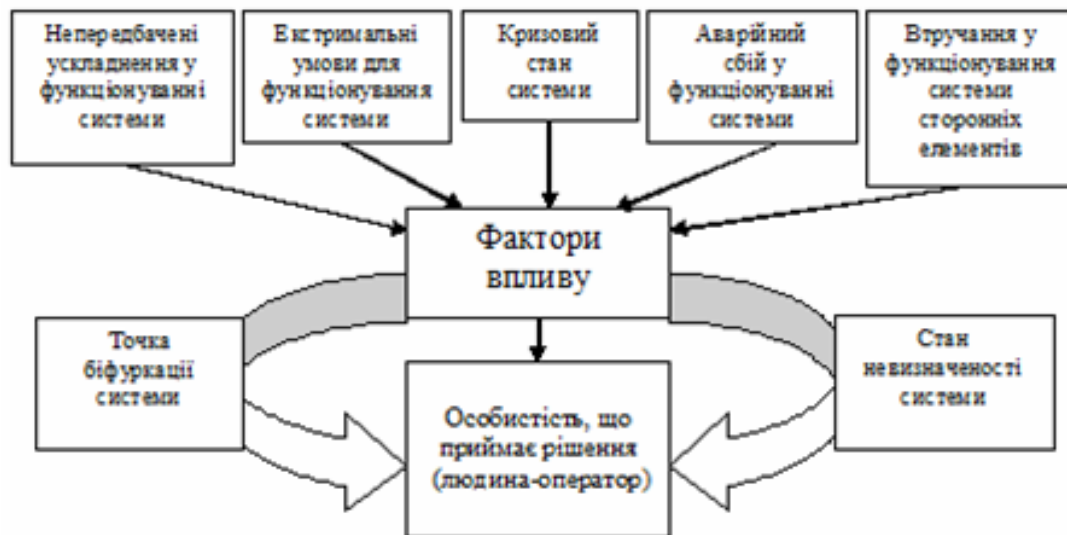 Непередбачені
ускладнення у
функціонуванні
системи
Екстримальні
умови для
функціонування
системи
Кризовий
стан
системи
Аварійний
сбій у
функціонуванні
системи
Втручання у
функціонування
системи
сторонніх
елементів
Фактори
впливу
Точка
біфуркації
системи
Стан
невизначеності
системи
Особистість, що
приймає рішення
(людина-оператор)